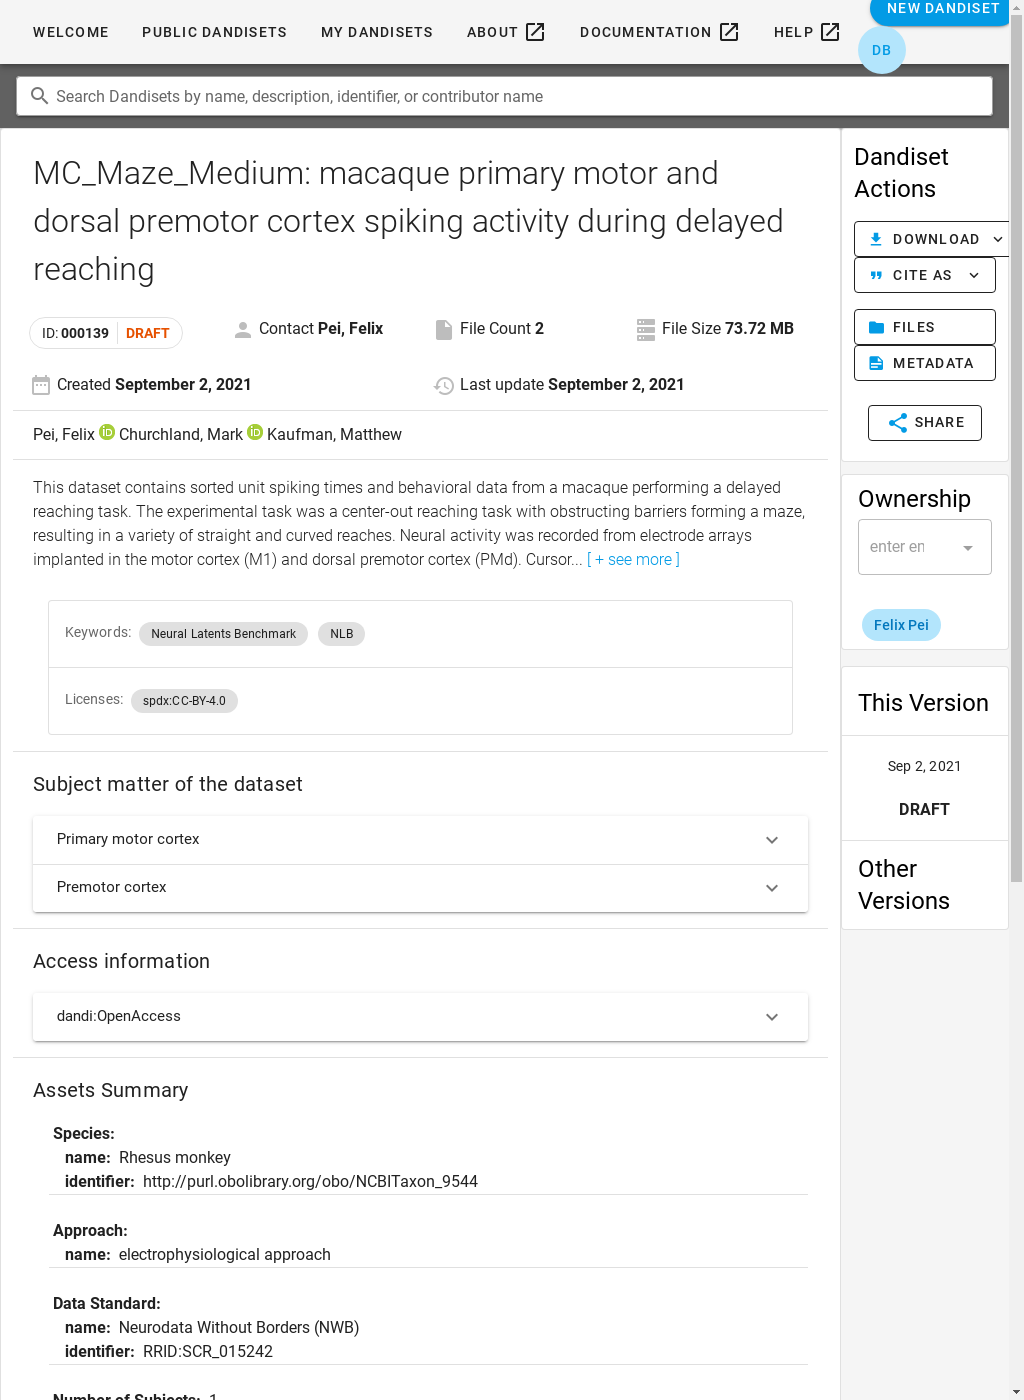 WELCOME PUBLIC DANDISETS MY DANDISETS ABOUT DOCUMENTATION HELP NEW DANDISET
DB
Search Dandisets by name, description, identifier, or contributor name
MC_Maze_Medium: macaque primary motor and
dorsal premotor cortex spiking activity during delayed
reaching
ID: 000139 DRAFT Contact Pei, Felix File Count 2 File Size 73.72 MB
Created September 2, 2021 Last update September 2, 2021
Pei, Felix iD Churchland, Mark iD Kaufman, Matthew
This dataset contains sorted unit spiking times and behavioral data from a macaque performing a delayed
reaching task. The experimental task was a center-out reaching task with obstructing barriers forming a maze,
resulting in a variety of straight and curved reaches. Neural activity was recorded from electrode arrays
implanted in the motor cortex (M1) and dorsal premotor cortex (PMd). Cursor... [ + see more ]
Keywords: Neural Latents Benchmark NLB
Licenses: spdx:CC-BY-4.0
Subject matter of the dataset
Primary motor cortex
Premotor cortex
Access information
dandi:OpenAccess
Assets Summary
Species:
name: Rhesus monkey
identifier: http://purl.obolibrary.org/obo/NCBITaxon_9544
Approach:
name: electrophysiological approach
Data Standard:
name: Neurodata Without Borders (NWB)
identifier: RRID:SCR_015242
Number of Subjects: 1
Dandiset
Actions
DOWNLOAD
CITE AS
FILES
METADATA
SHARE
Ownership
enter en
Felix Pei
This Version
Sep 2, 2021
DRAFT
Other
Versions